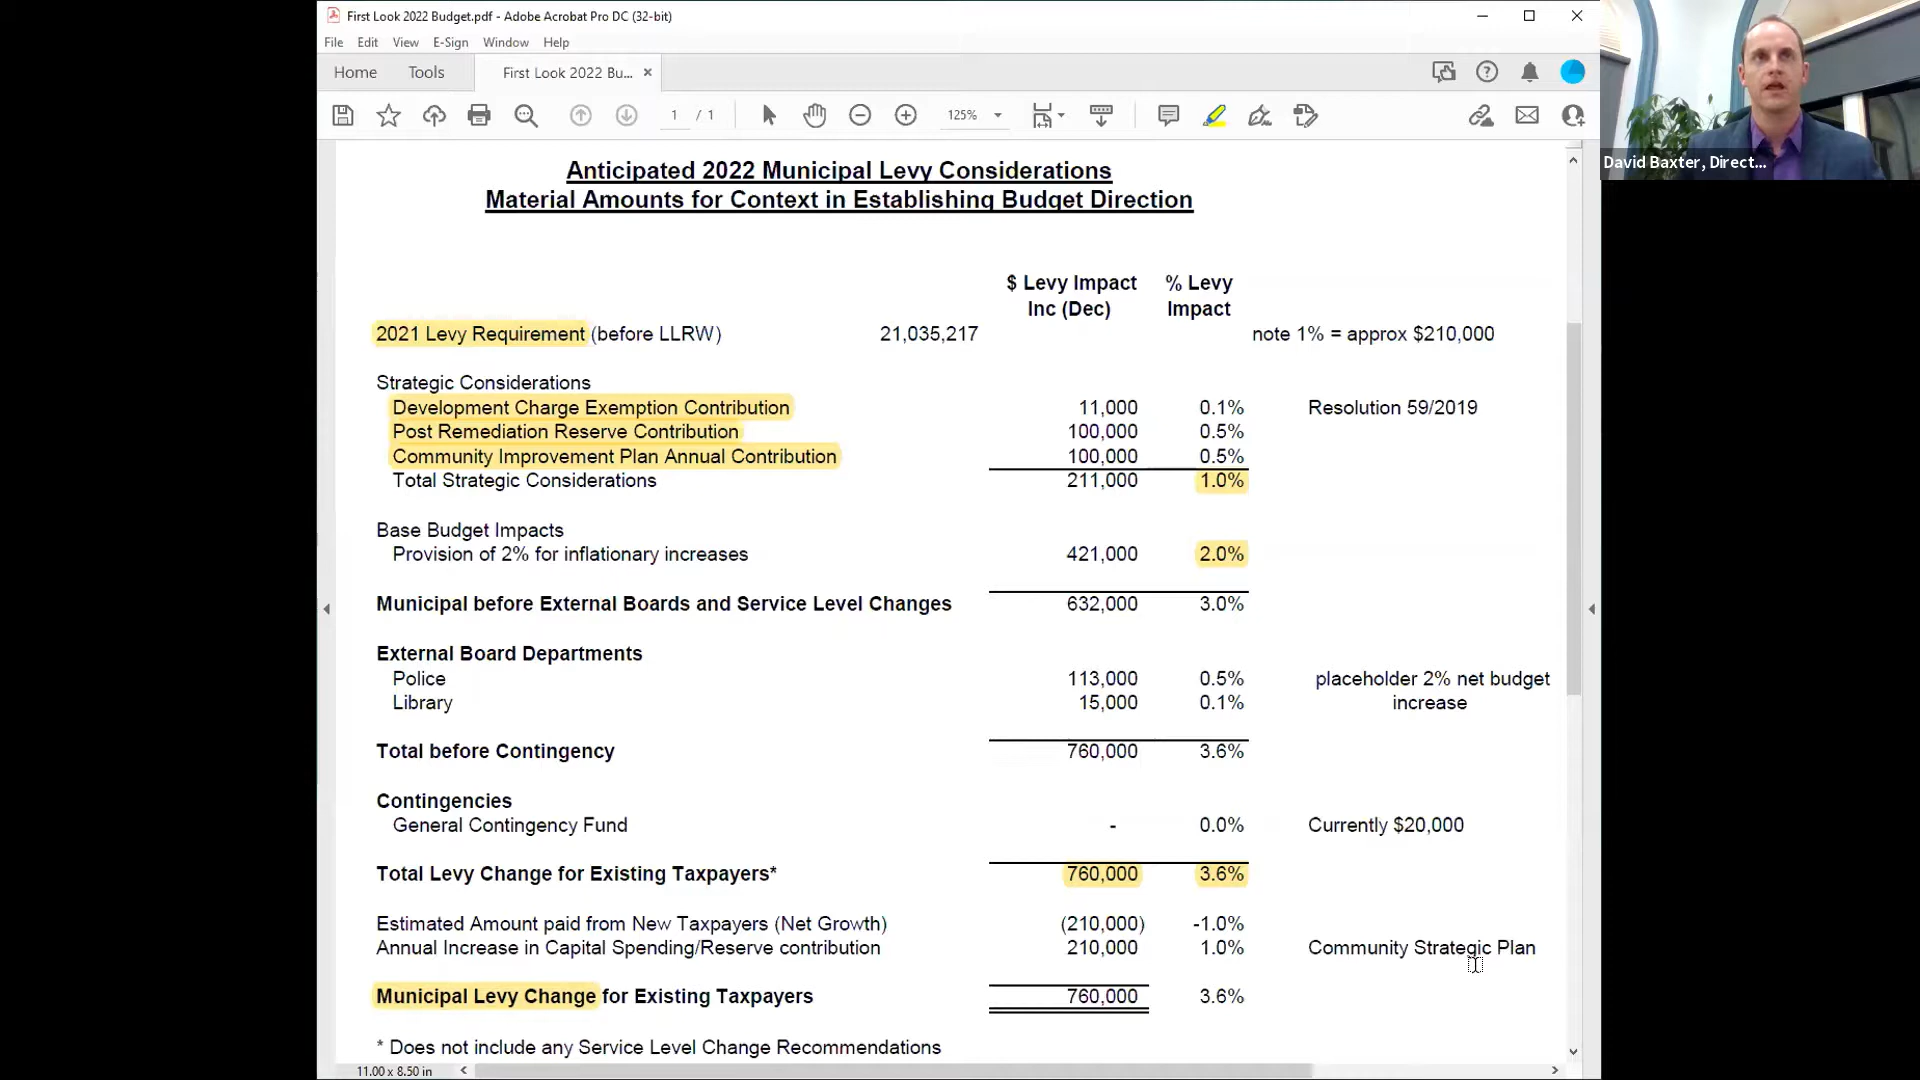 First Look 2022 Budget.pdf - Adobe Acrobat Pro DC (32-bit)
File Edit View E-Sign Window Help
Home Tools First Look 2022 Bu... ×
1 / 1 125%
David Baxter, Direct...
Anticipated 2022 Municipal Levy Considerations
Material Amounts for Context in Establishing Budget Direction
$ Levy Impact % Levy
Inc (Dec) Impact
2021 Levy Requirement (before LLRW) 21,035,217 note 1% = approx $210,000
Strategic Considerations
Development Charge Exemption Contribution 11,000 0.1% Resolution 59/2019
Post Remediation Reserve Contribution 100,000 0.5%
Community Improvement Plan Annual Contribution 100,000 0.5%
Total Strategic Considerations 211,000 1.0%
Base Budget Impacts
Provision of 2% for inflationary increases 421,000 2.0%
Municipal before External Boards and Service Level Changes 632,000 3.0%
External Board Departments
Police 113,000 0.5% placeholder 2% net budget
Library 15,000 0.1% increase
Total before Contingency 760,000 3.6%
Contingencies
General Contingency Fund - 0.0% Currently $20,000
Total Levy Change for Existing Taxpayers* 760,000 3.6%
Estimated Amount paid from New Taxpayers (Net Growth) (210,000) -1.0%
Annual Increase in Capital Spending/Reserve contribution 210,000 1.0% Community Strategic Plan
Municipal Levy Change for Existing Taxpayers 760,000 3.6%
* Does not include any Service Level Change Recommendations
11.00 x 8.50 in